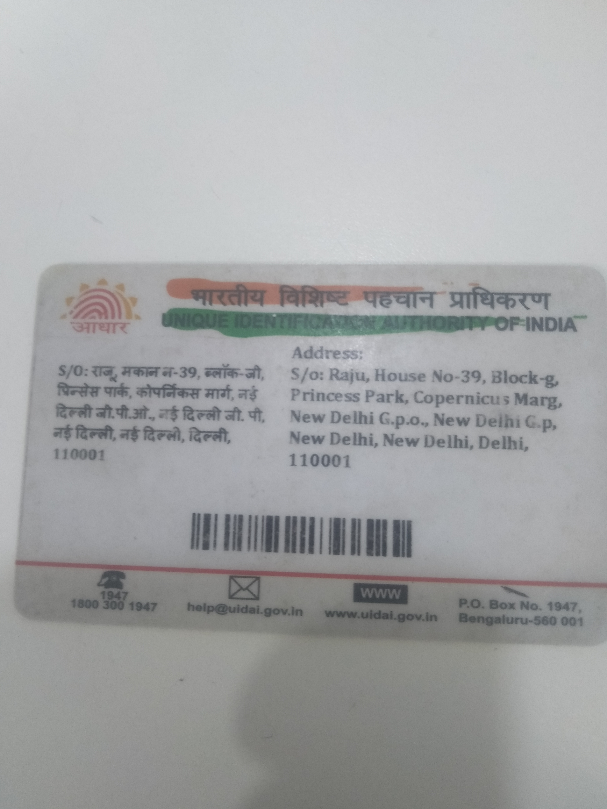 भारतीय विशिष्ट पहचान प्राधिकरण
आधार
UNIQUE IDENTIFICATION AUTHORITY OF INDIA
S/O: राजू, मकान न-39, ब्लॉक-जी,
प्रिन्सेस पार्क, कोपर्निकस मार्ग, नई
दिल्ली जी.पी.ओ., नई दिल्ली जी. पी,
नई दिल्ली, नई दिल्ली, दिल्ली,
110001
Address:
S/o: Raju, House No-39, Block-g,
Princess Park, Copernicus Marg,
New Delhi G.p.o., New Delhi G.p,
New Delhi, New Delhi, Delhi,
110001
1947
1800 300 1947
help@uidai.gov.in
WWW
www.uidai.gov.in
P.O. Box No. 1947,
Bengaluru-560 001